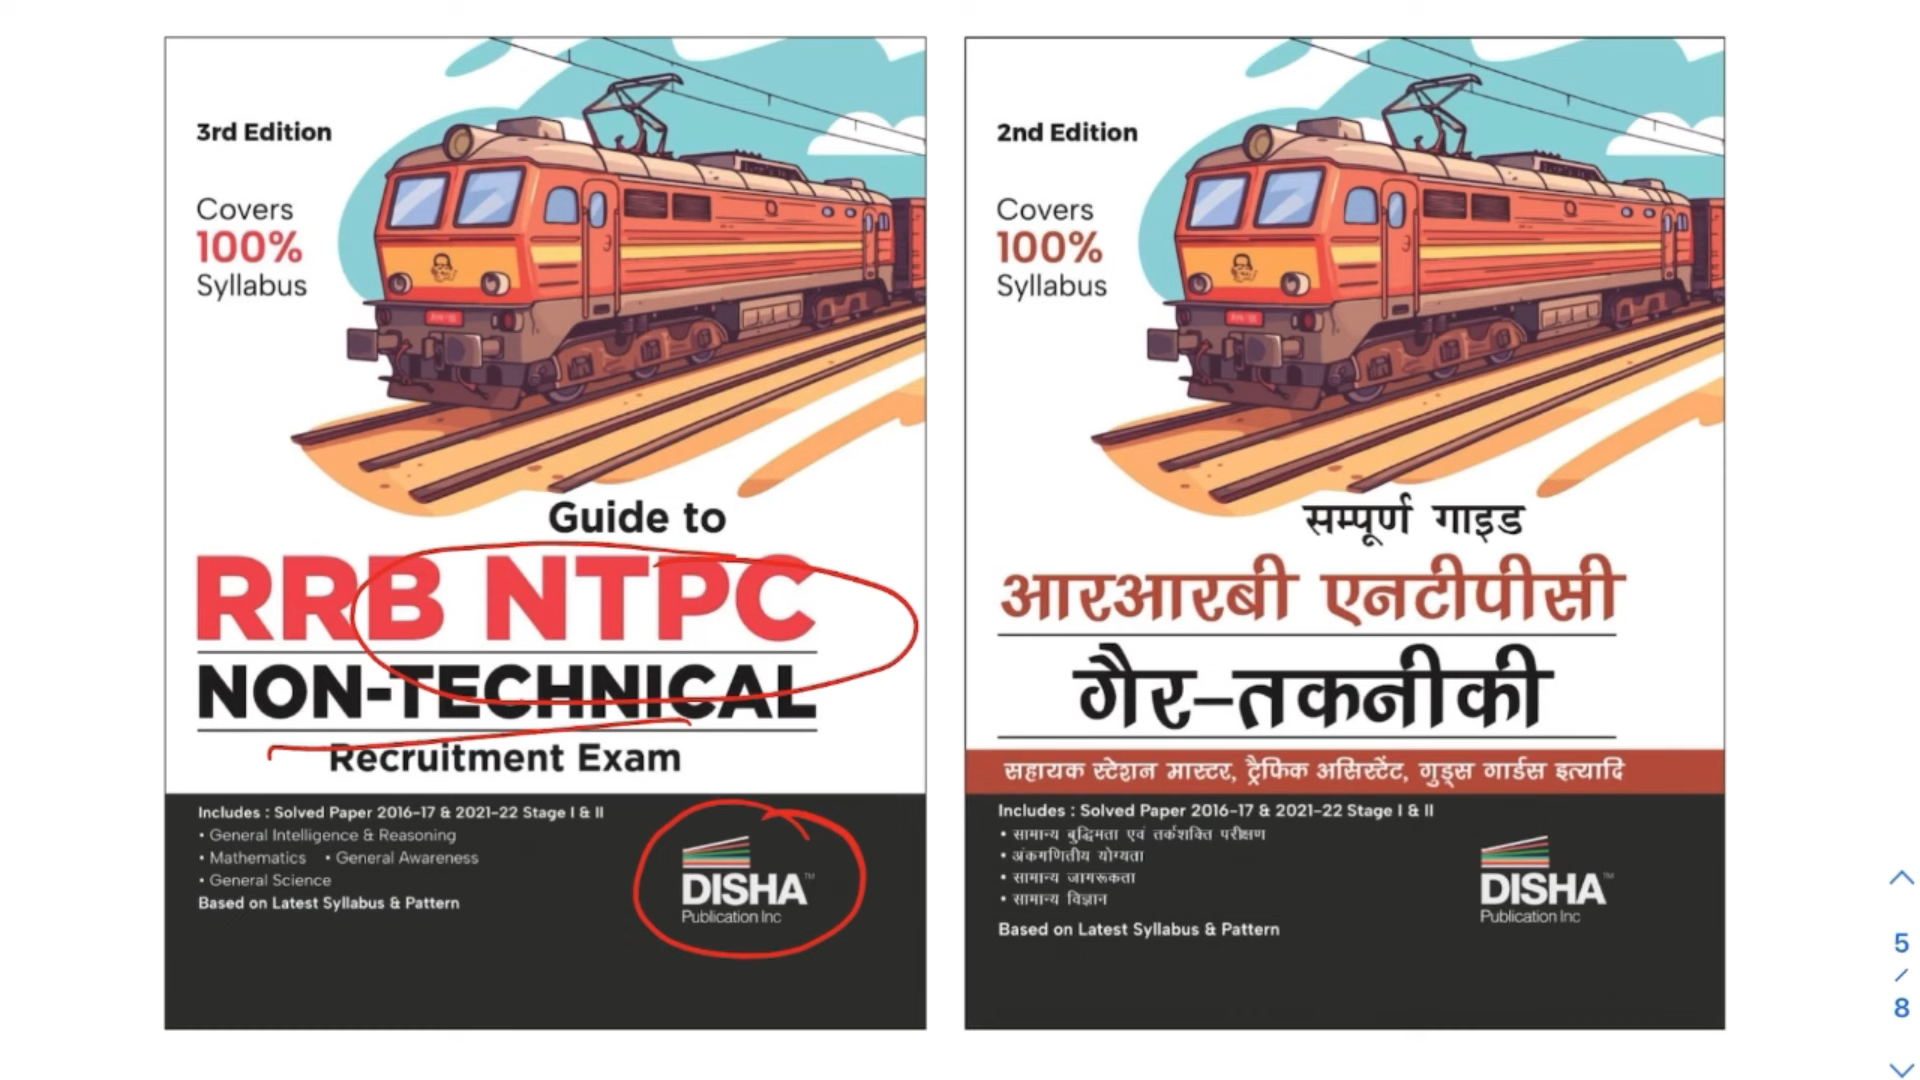 3rd Edition
Covers
100%
Syllabus
Guide to
RRB NTPC
NON-TECHNICAL
Recruitment Exam
Includes : Solved Paper 2016-17 & 2021-22 Stage I & II
• General Intelligence & Reasoning
• Mathematics • General Awareness
• General Science
Based on Latest Syllabus & Pattern
DISHA™
Publication Inc
2nd Edition
Covers
100%
Syllabus
सम्पूर्ण गाइड
आरआरबी एनटीपीसी
गैर-तकनीकी
सहायक स्टेशन मास्टर, ट्रैफिक असिस्टेंट, गुड्स गार्डस इत्यादि
Includes : Solved Paper 2016-17 & 2021-22 Stage I & II
• सामान्य बुद्धिमता एवं तर्कशक्ति परीक्षण
• अंकगणितीय योग्यता
• सामान्य जागरूकता
• सामान्य विज्ञान
Based on Latest Syllabus & Pattern
DISHA™
Publication Inc
5
/
8